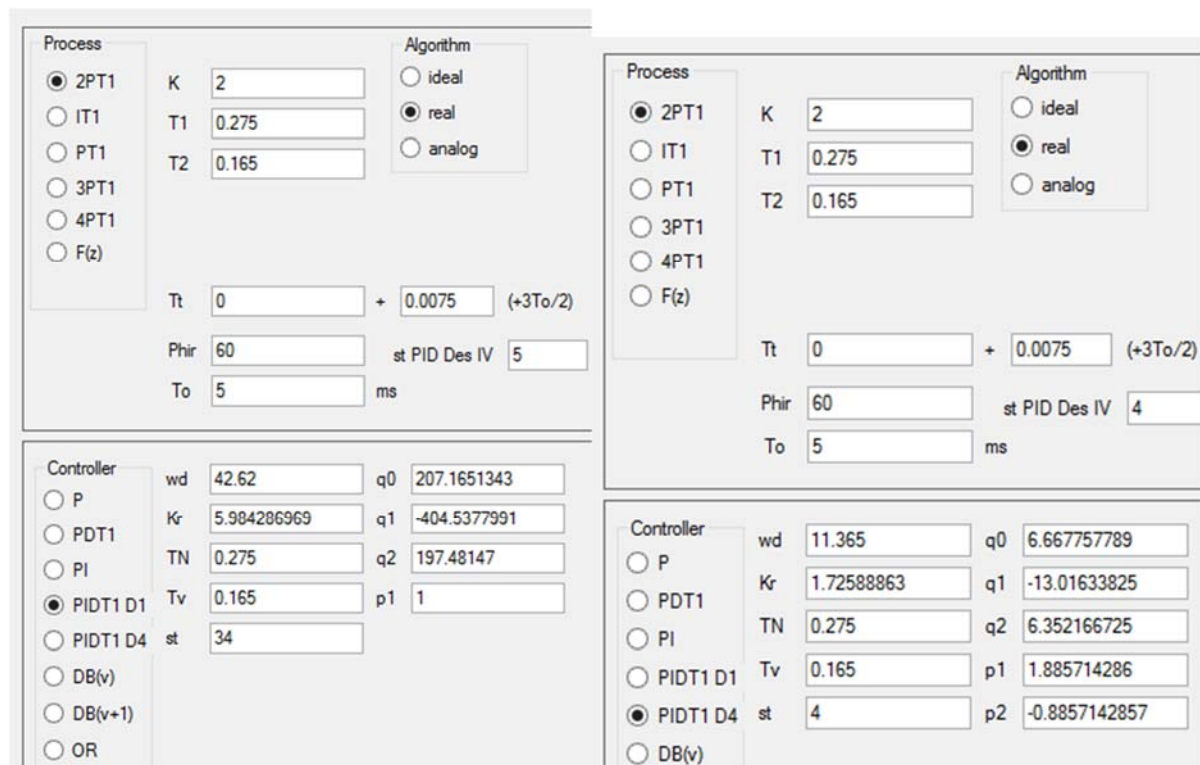 Process
Algorithm
2PT1
K
2
ideal
IT1
T1
0.275
real
PT1
T2
0.165
analog
3PT1
4PT1
F(z)
Tt
0
+
0.0075
(+3To/2)
Phir
60
st PID Des IV
5
To
5
ms
Controller
wd
42.62
q0
207.1651343
P
Kr
5.984286969
q1
-404.5377991
PDT1
TN
0.275
q2
197.48147
PI
Tv
0.165
p1
1
PIDT1 D1
st
34
PIDT1 D4
DB(v)
DB(v+1)
OR
Process
Algorithm
2PT1
K
2
ideal
IT1
T1
0.275
real
PT1
T2
0.165
analog
3PT1
4PT1
F(z)
Tt
0
+
0.0075
(+3To/2)
Phir
60
st PID Des IV
4
To
5
ms
Controller
wd
11.365
q0
6.667757789
P
Kr
1.72588863
q1
-13.01633825
PDT1
TN
0.275
q2
6.352166725
PI
Tv
0.165
p1
1.885714286
PIDT1 D1
st
4
p2
-0.8857142857
PIDT1 D4
DB(v)